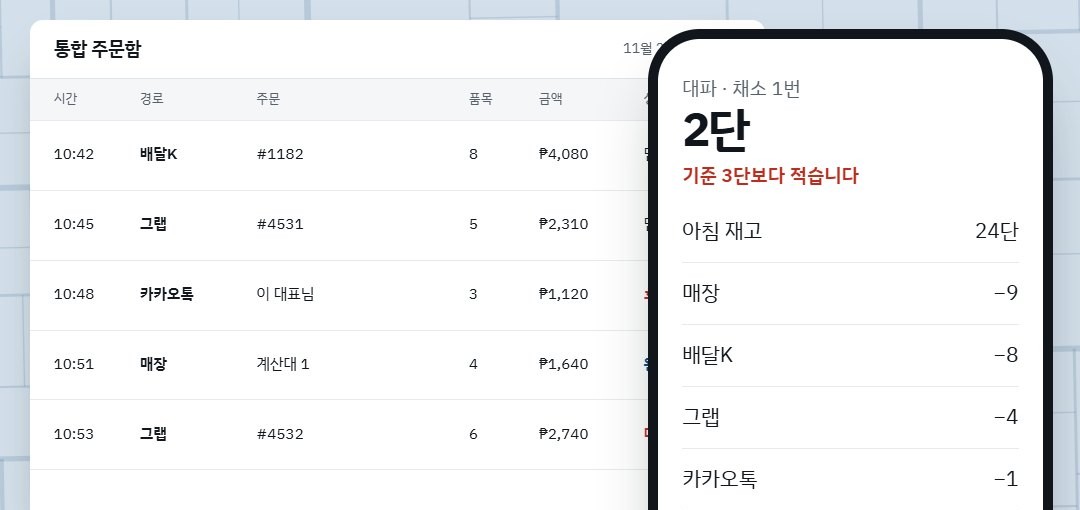 통합 주문함
11월
시간 경로 주문 품목 금액
10:42 배달K #1182 8 ₱4,080
10:45 그랩 #4531 5 ₱2,310
10:48 카카오톡 이 대표님 3 ₱1,120
10:51 매장 계산대 1 4 ₱1,640
10:53 그랩 #4532 6 ₱2,740
대파 · 채소 1번
2단
기준 3단보다 적습니다
아침 재고 24단
매장 −9
배달K −8
그랩 −4
카카오톡 −1